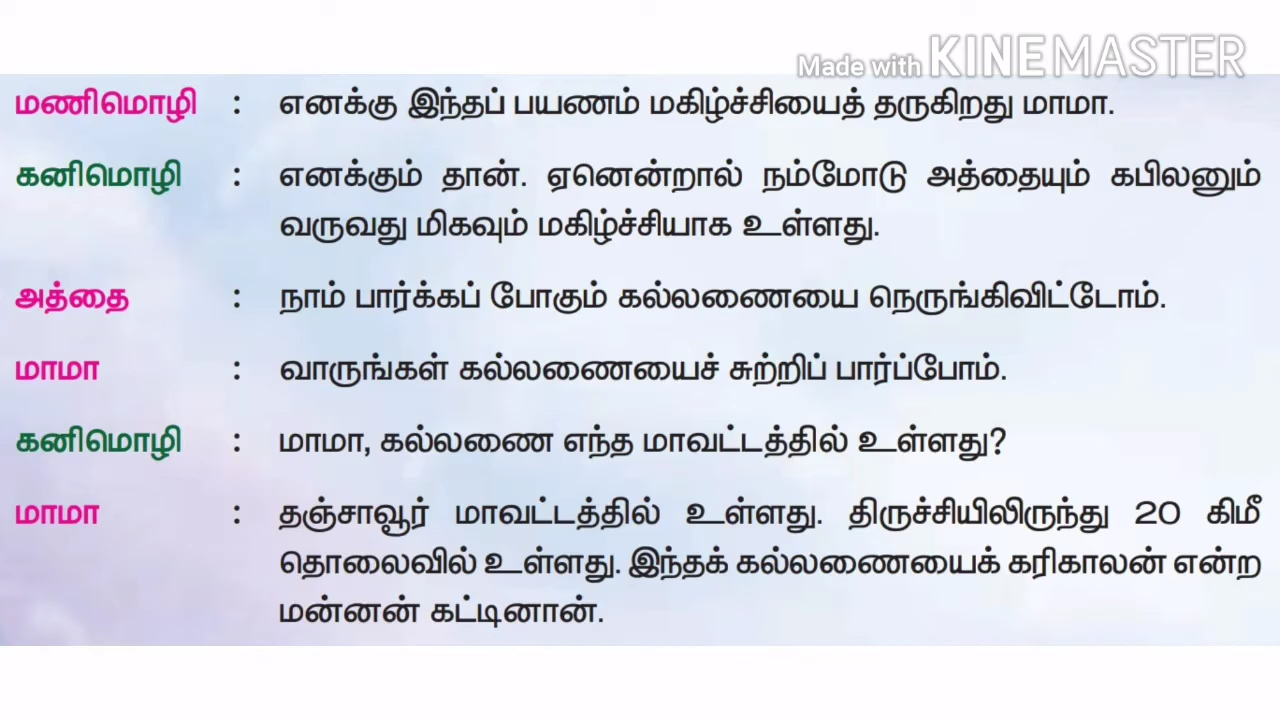 Made with KINEMASTER
மணிமொழி : எனக்கு இந்தப் பயணம் மகிழ்ச்சியைத் தருகிறது மாமா.
கனிமொழி : எனக்கும் தான். ஏனென்றால் நம்மோடு அத்தையும் கபிலனும்
வருவது மிகவும் மகிழ்ச்சியாக உள்ளது.
அத்தை : நாம் பார்க்கப் போகும் கல்லணையை நெருங்கிவிட்டோம்.
மாமா : வாருங்கள் கல்லணையைச் சுற்றிப் பார்ப்போம்.
கனிமொழி : மாமா, கல்லணை எந்த மாவட்டத்தில் உள்ளது?
மாமா : தஞ்சாவூர் மாவட்டத்தில் உள்ளது. திருச்சியிலிருந்து 20 கிமீ
தொலைவில் உள்ளது. இந்தக் கல்லணையைக் கரிகாலன் என்ற
மன்னன் கட்டினான்.